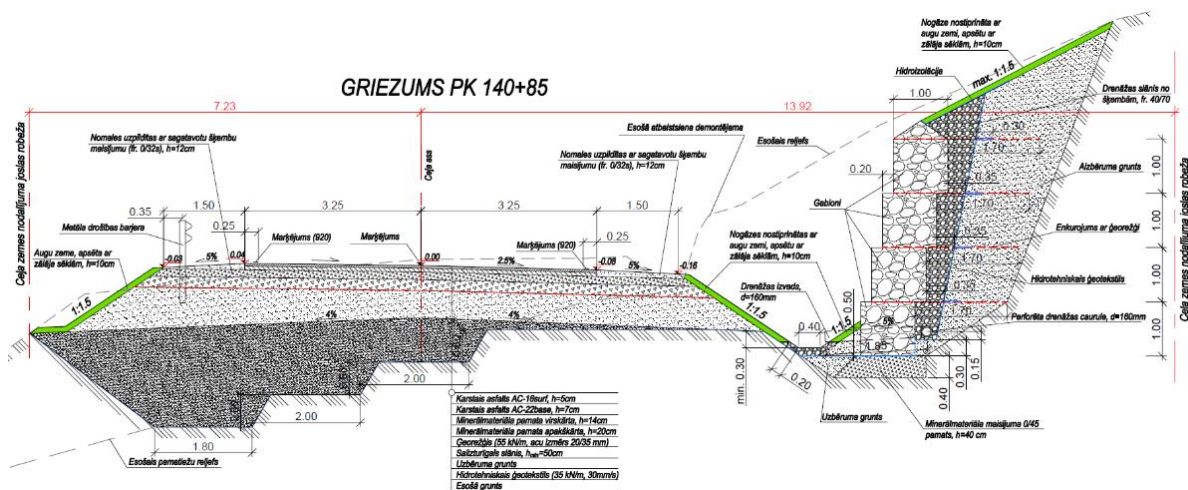 GRIEZUMS PK 140+85
7.23
13.92
Ceļa zemes nodalījuma joslas robeža
Nomales uzpildītas ar sagatavotu šķembu
maisījumu (fr. 0/32s), h=12cm
Ceļa ass
Esošā atbalstsiena demontējama
Nomales uzpildītas ar sagatavotu šķembu
maisījumu (fr. 0/32s), h=12cm
Esošais reljefs
Nogāze nostiprināta ar
augu zemi, apsētu ar
zālāja sēklām, h=10cm
Hidroizolācija
max. 1:1.5
1.00
Drenāžas slānis no
šķembām, fr. 40/70
0.30
1.70
Aizbēruma grunts
0.20
0.35
1.00
Gabioni
1.70
1.00
Enkurojums ar ģeorežģi
0.35
1.70
1.00
Hidrotehniskais ģeotekstils
0.35
1.70
1.00
Perforēta drenāžas caurule, d=160mm
Ceļa zemes nodalījuma joslas robeža
0.35
1.50
3.25
3.25
1.50
Metāla drošības barjera
0.25
Marķējums (920)
Marķējums
Marķējums (920)
0.25
Augu zeme, apsēta ar
zālāja sēklām, h=10cm
-0.03
5%
0.04
0.00
2.5%
-0.08
5%
-0.16
Nogāzes nostiprinātas ar
augu zemi, apsētu ar
zālāja sēklām, h=10cm
Drenāžas izvads,
d=160mm
1:1.5
1:1.5
0.40
1:1.5
0.50
5%
1.85
4%
4%
min. 0.30
0.20
0.15
0.30
0.40
2.00
2.00
1.80
Uzbēruma grunts
Minerālmateriāla maisījuma 0/45
pamats, h=40 cm
Esošais pamatiežu reljefs
Karstais asfalts AC-16surf, h=5cm
Karstais asfalts AC-22base, h=7cm
Minerālmateriāla pamata virskārta, h=14cm
Minerālmateriāla pamata apakškārta, h=20cm
Ģeorežģis (55 kN/m, acu izmērs 20/35 mm)
Salizturīgais slānis, hmin=50cm
Uzbēruma grunts
Hidrotehniskais ģeotekstils (35 kN/m, 30mm/s)
Esošā grunts